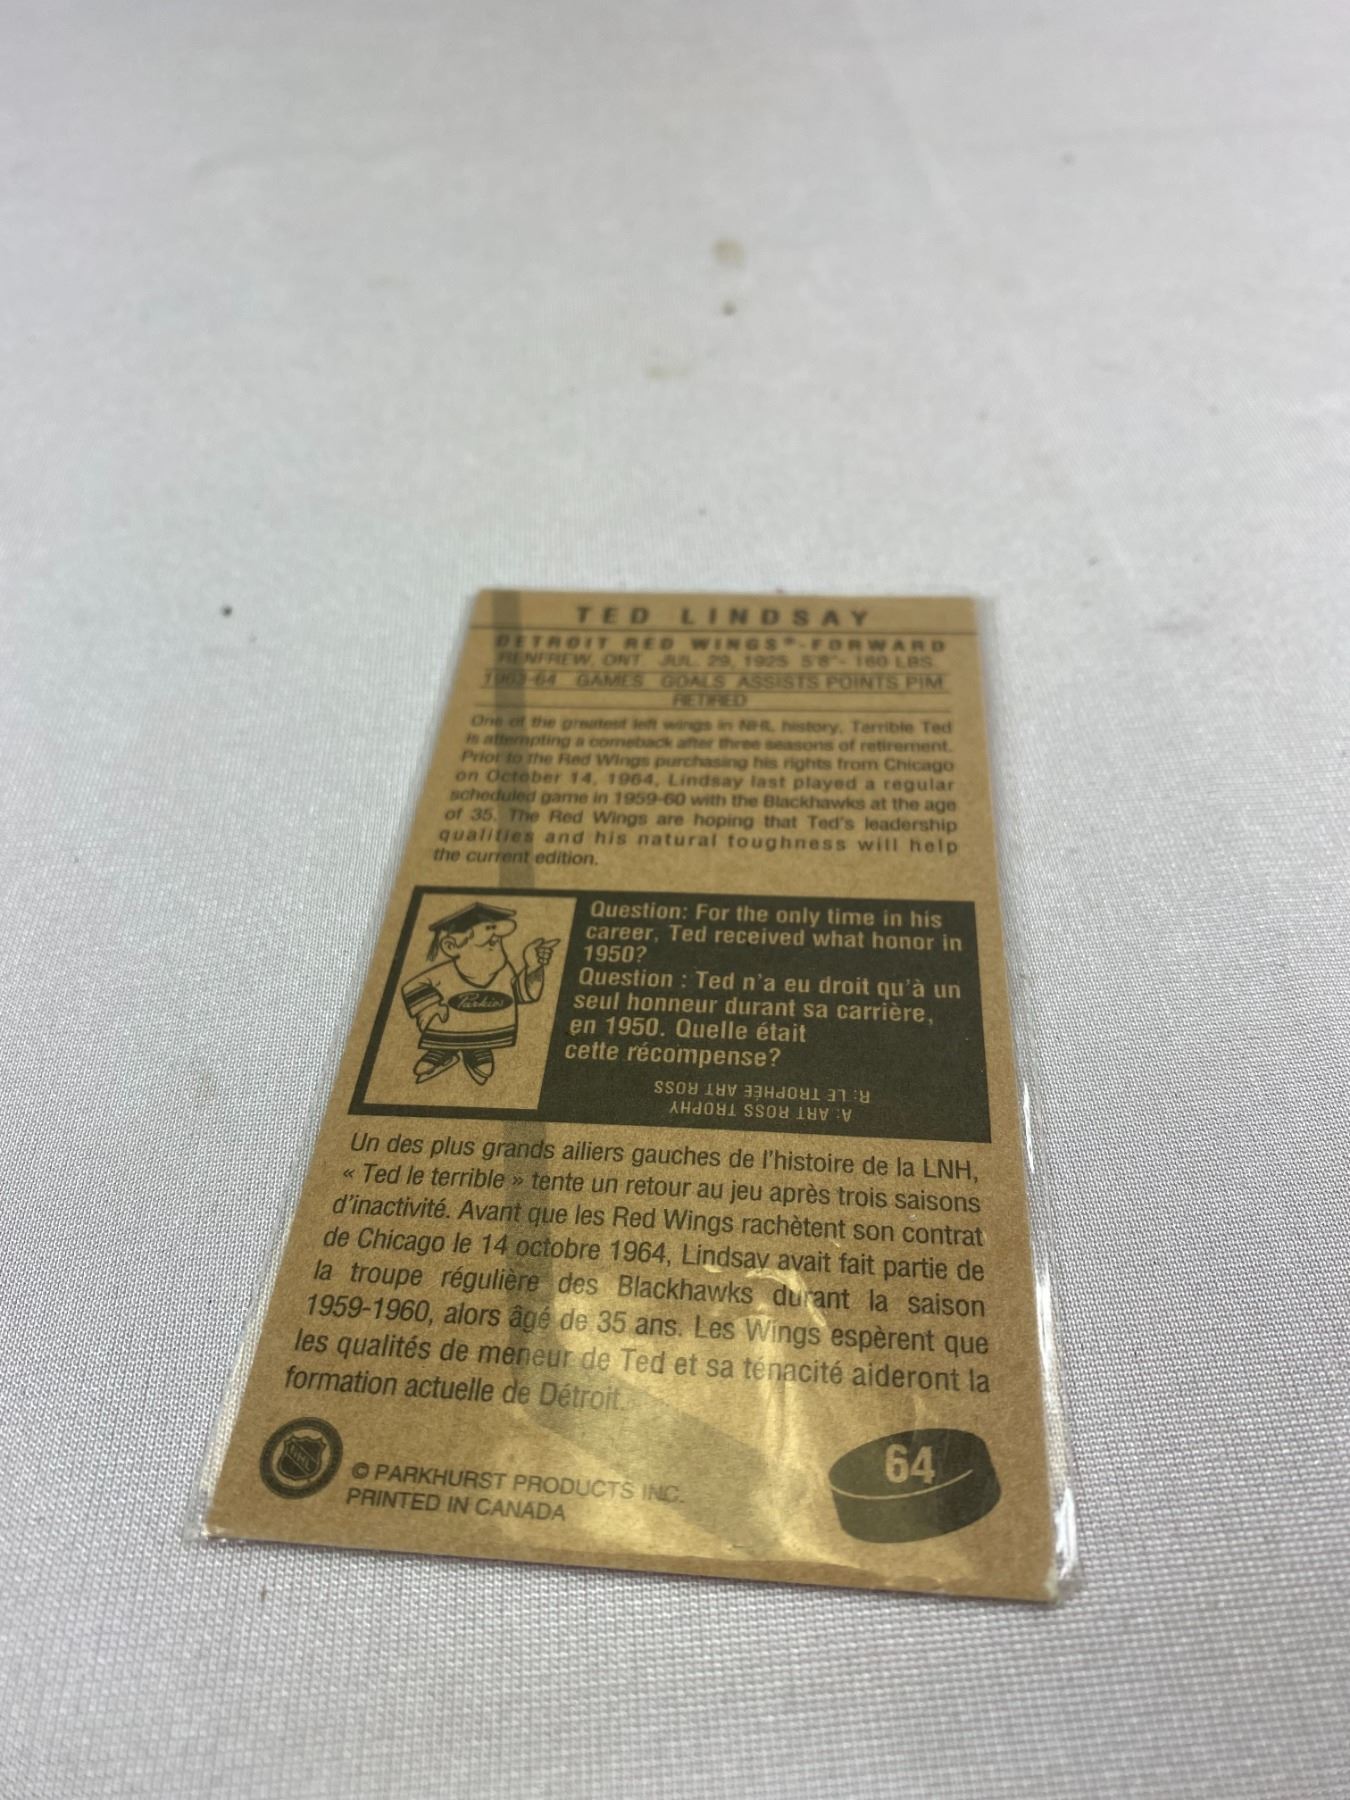 TED LINDSAY
DETROIT RED WINGS®-FORWARD
RENFREW, ONT JUL. 29, 1925 5'8"- 160 LBS.
1963-64 GAMES GOALS ASSISTS POINTS PIM
RETIRED
One of the greatest left wings in NHL history, Terrible Ted
is attempting a comeback after three seasons of retirement.
Prior to the Red Wings purchasing his rights from Chicago
on October 14, 1964, Lindsay last played a regular
scheduled game in 1959-60 with the Blackhawks at the age
of 35. The Red Wings are hoping that Ted's leadership
qualities and his natural toughness will help
the current edition.
Parkies
Question: For the only time in his
career, Ted received what honor in
1950?
Question : Ted n'a eu droit qu'à un
seul honneur durant sa carrière,
en 1950. Quelle était
cette récompense?
A: ART ROSS TROPHY
R: LE TROPHÉE ART ROSS
Un des plus grands ailiers gauches de l'histoire de la LNH,
« Ted le terrible » tente un retour au jeu après trois saisons
d'inactivité. Avant que les Red Wings rachètent son contrat
de Chicago le 14 octobre 1964, Lindsay avait fait partie de
la troupe régulière des Blackhawks durant la saison
1959-1960, alors âgé de 35 ans. Les Wings espèrent que
les qualités de meneur de Ted et sa ténacité aideront la
formation actuelle de Détroit.
NHL
© PARKHURST PRODUCTS INC.
PRINTED IN CANADA
64